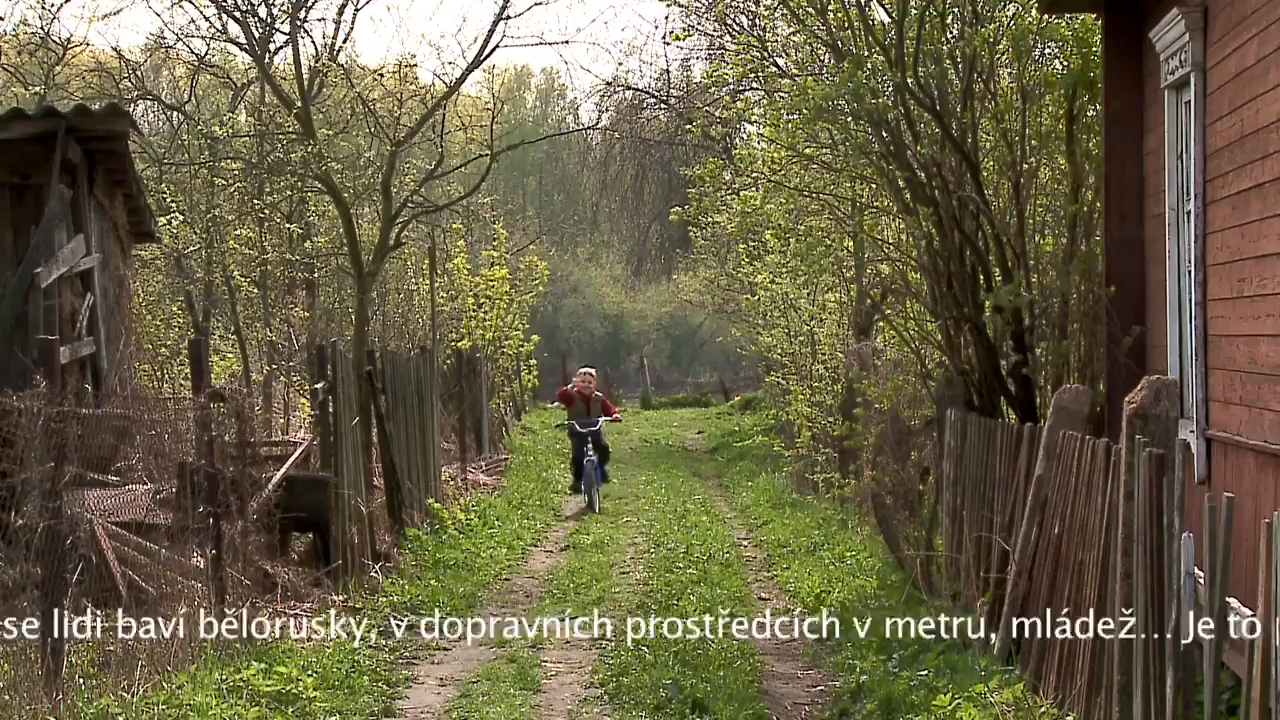 se lidi baví bělorusky, v dopravních prostředcích v metru, mládež... Je to